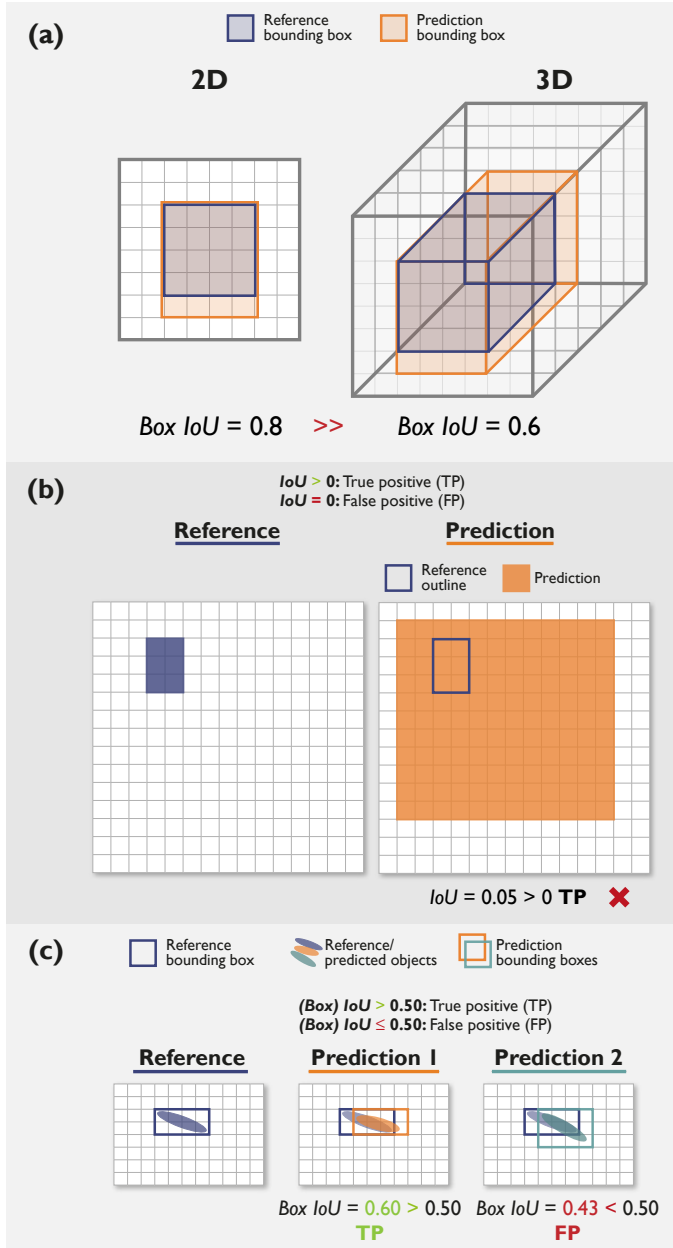 (a)
Reference
bounding box
Prediction
bounding box
2D
3D
Box IoU = 0.8 >> Box IoU = 0.6
(b)
IoU > 0: True positive (TP)
IoU = 0: False positive (FP)
Reference
Prediction
Reference
outline
Prediction
IoU = 0.05 > 0 TP
(c)
Reference
bounding box
Reference/
predicted objects
Prediction
bounding boxes
(Box) IoU > 0.50: True positive (TP)
(Box) IoU ≤ 0.50: False positive (FP)
Reference
Prediction 1
Prediction 2
Box IoU = 0.60 > 0.50
TP
Box IoU = 0.43 < 0.50
FP